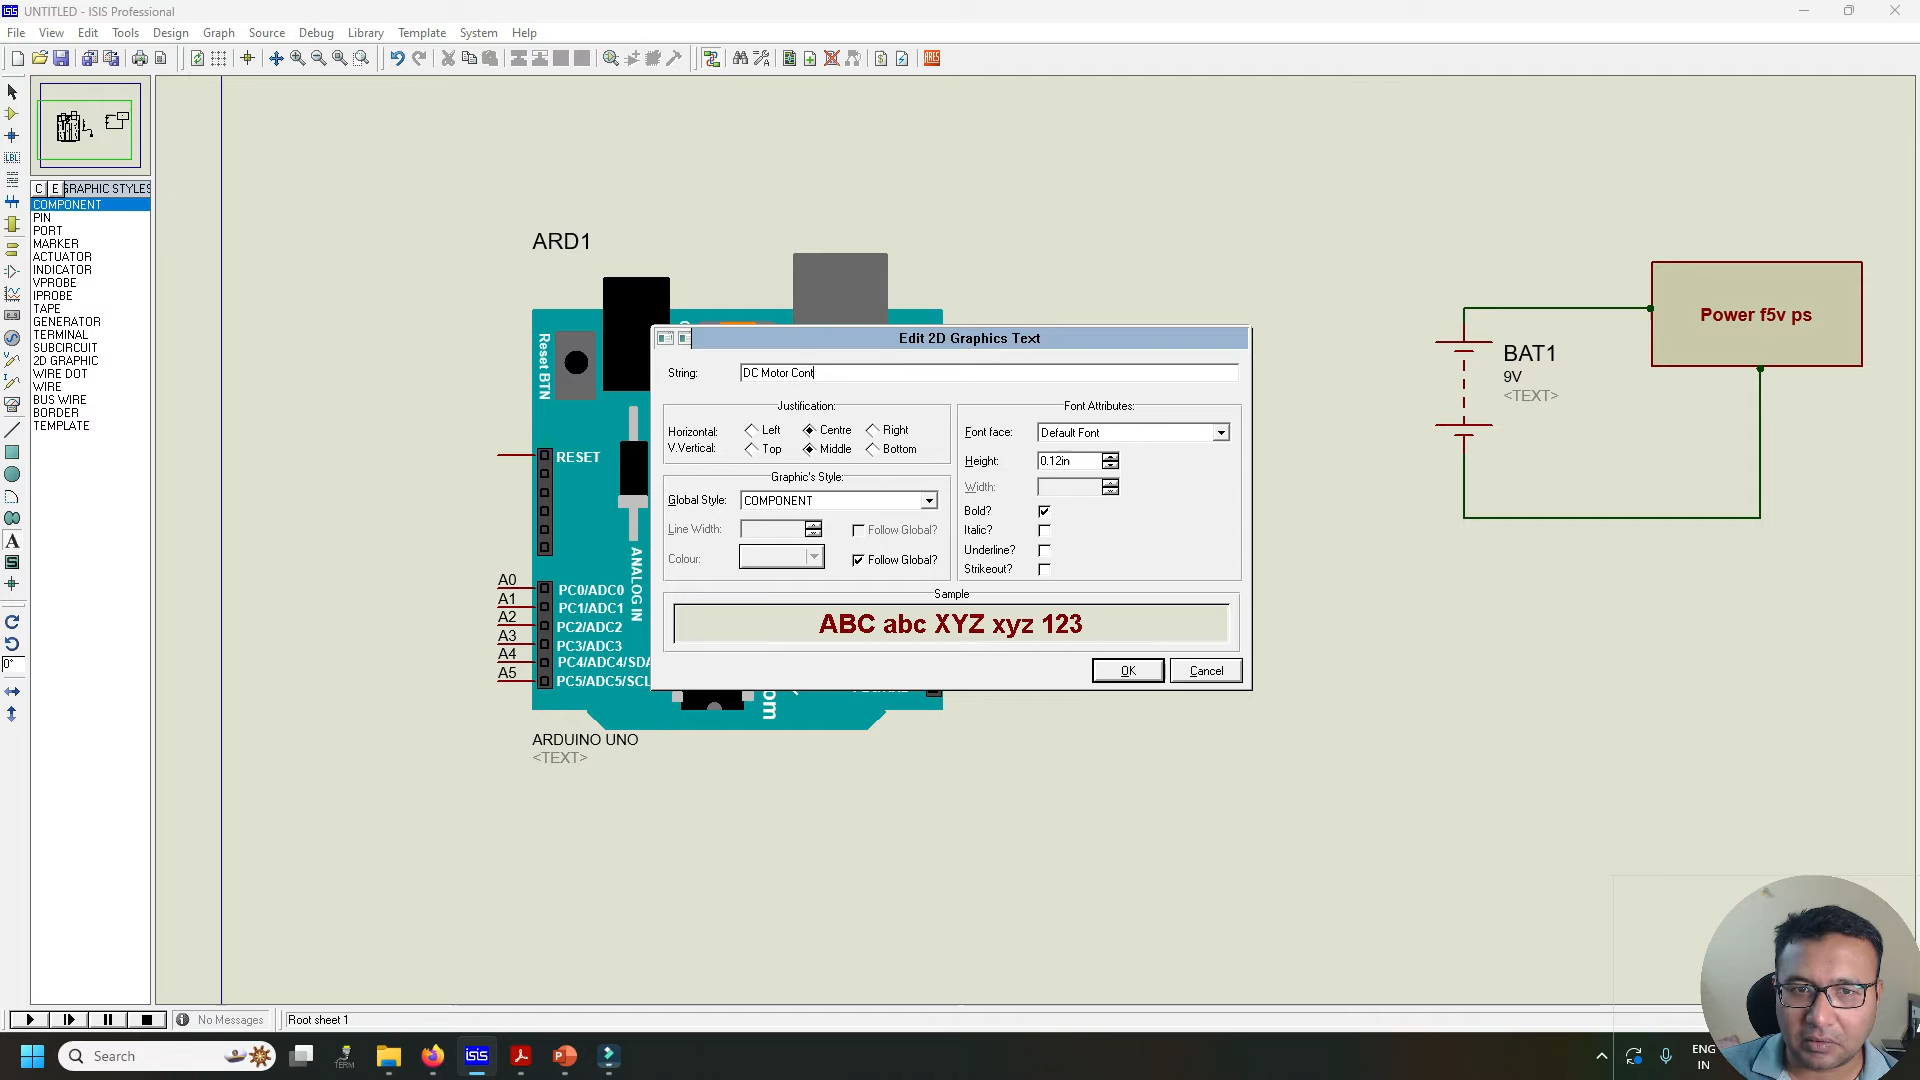 UNTITLED - ISIS Professional
File View Edit Tools Design Graph Source Debug Library Template System Help
ARES
LBL
C E GRAPHIC STYLES
COMPONENT
PIN
PORT
MARKER
ACTUATOR
INDICATOR
VPROBE
IPROBE
TAPE
GENERATOR
TERMINAL
SUBCIRCUIT
2D GRAPHIC
WIRE DOT
WIRE
BUS WIRE
BORDER
TEMPLATE
A
S
0°
ARD1
Reset BTN
RESET
ANALOG IN
A0 PC0/ADC0
A1 PC1/ADC1
A2 PC2/ADC2
A3 PC3/ADC3
A4 PC4/ADC4/SDA
A5 PC5/ADC5/SCL
om
ARDUINO UNO
<TEXT>
Edit 2D Graphics Text
String: DC Motor Cont
Justification:
Horizontal: Left Centre Right
V.Vertical: Top Middle Bottom
Graphic's Style:
Global Style: COMPONENT
Line Width: Follow Global?
Colour: Follow Global?
Font Attributes:
Font face: Default Font
Height: 0.12in
Width:
Bold?
Italic?
Underline?
Strikeout?
Sample
ABC abc XYZ xyz 123
OK Cancel
Power f5v ps
BAT1
9V
<TEXT>
No Messages Root sheet 1
Search
TERM
isis
ENG
IN